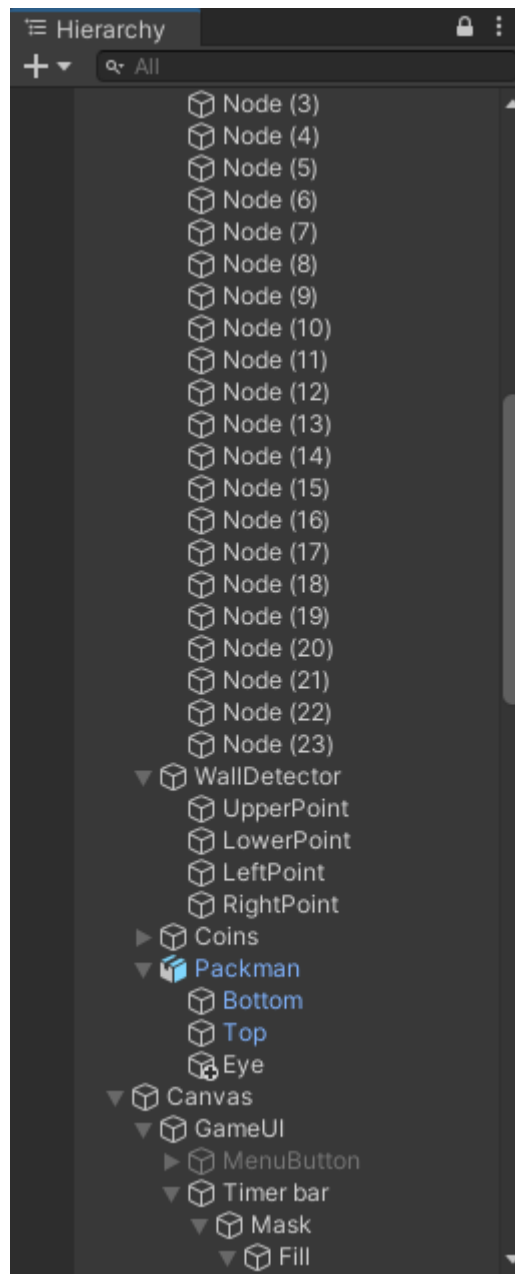 Hierarchy
All
Node (3)
Node (4)
Node (5)
Node (6)
Node (7)
Node (8)
Node (9)
Node (10)
Node (11)
Node (12)
Node (13)
Node (14)
Node (15)
Node (16)
Node (17)
Node (18)
Node (19)
Node (20)
Node (21)
Node (22)
Node (23)
WallDetector
UpperPoint
LowerPoint
LeftPoint
RightPoint
Coins
Packman
Bottom
Top
Eye
Canvas
GameUI
MenuButton
Timer bar
Mask
Fill